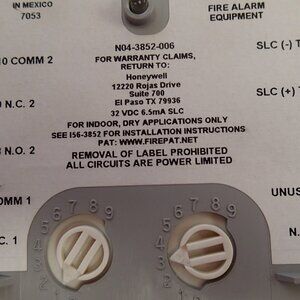 IN MEXICO
7053
FIRE ALARM
EQUIPMENT
N04-3852-006
FOR WARRANTY CLAIMS,
RETURN TO:
Honeywell
12220 Rojas Drive
Suite 700
El Paso TX 79936
32 VDC 6.5mA SLC
FOR INDOOR, DRY APPLICATIONS ONLY
SEE I56-3852 FOR INSTALLATION INSTRUCTIONS
PAT: WWW.FIREPAT.NET
REMOVAL OF LABEL PROHIBITED
ALL CIRCUITS ARE POWER LIMITED
10 COMM 2
9 N.C. 2
8 N.O. 2
OMM 1
C. 1
SLC (-) T
SLC (+) T
UNUS
N.
2 3 4 5 6 7 8 9
2 1 0 3 4 5 6 7 8 9